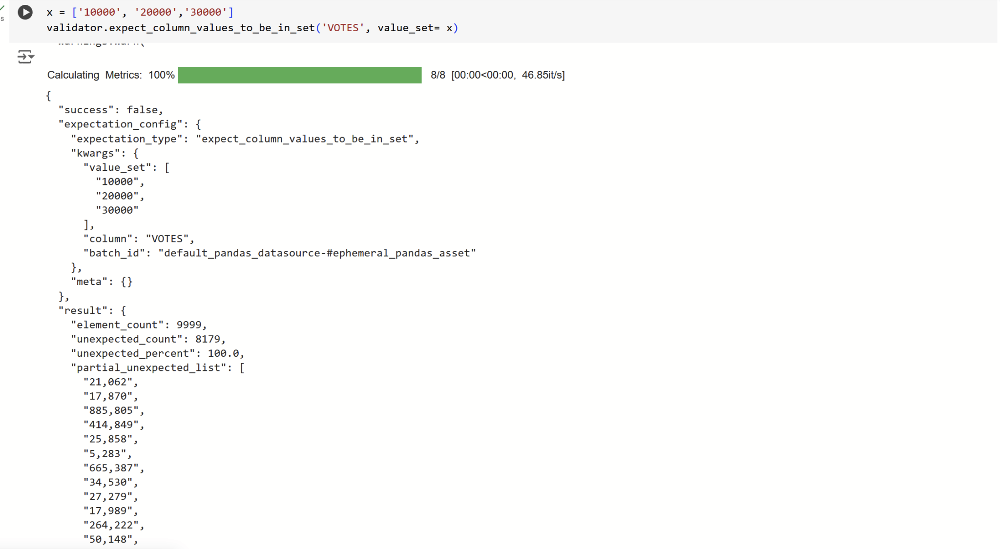 x = ['10000', '20000','30000']
s
validator.expect_column_values_to_be_in_set('VOTES', value_set= x)
Calculating Metrics: 100% 8/8 [00:00<00:00, 46.85it/s]
{
  "success": false,
  "expectation_config": {
    "expectation_type": "expect_column_values_to_be_in_set",
    "kwargs": {
      "value_set": [
        "10000",
        "20000",
        "30000"
      ],
      "column": "VOTES",
      "batch_id": "default_pandas_datasource-#ephemeral_pandas_asset"
    },
    "meta": {}
  },
  "result": {
    "element_count": 9999,
    "unexpected_count": 8179,
    "unexpected_percent": 100.0,
    "partial_unexpected_list": [
      "21,062",
      "17,870",
      "885,805",
      "414,849",
      "25,858",
      "5,283",
      "665,387",
      "34,530",
      "27,279",
      "17,989",
      "264,222",
      "50,148",